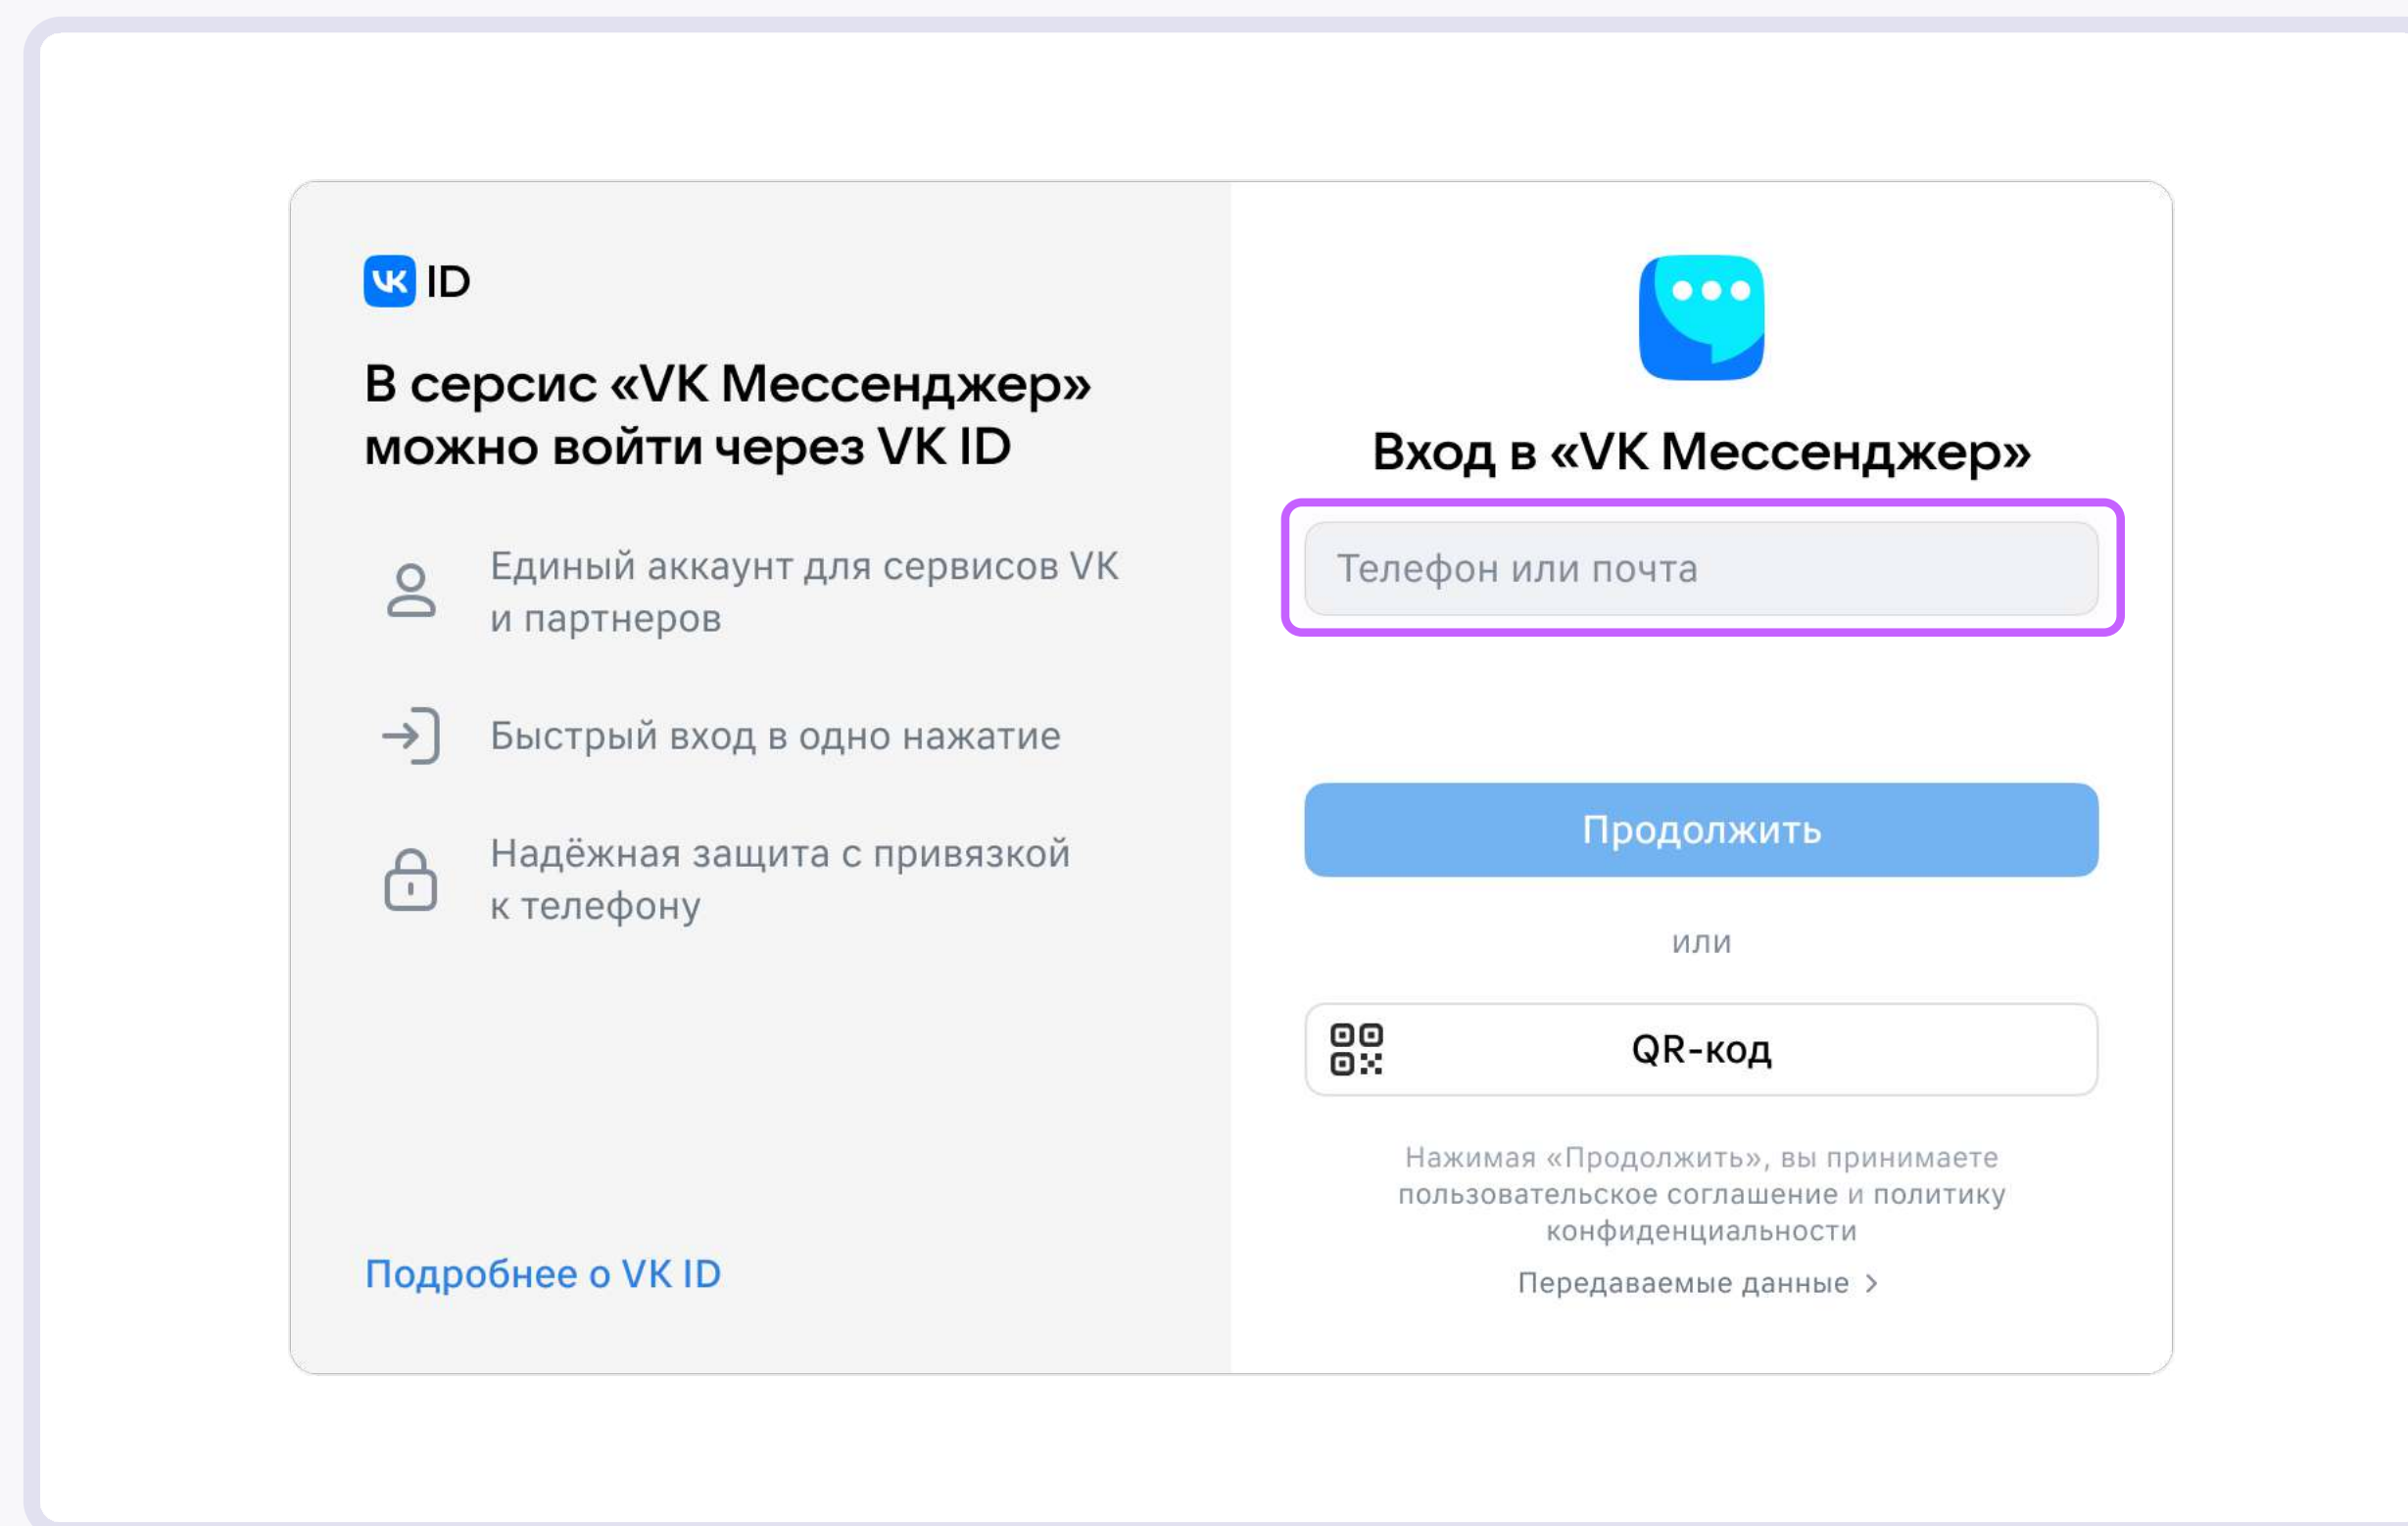 VK ID
В серсис «VK Мессенджер»
можно войти через VK ID
Единый аккаунт для сервисов VK
и партнеров
Быстрый вход в одно нажатие
Надёжная защита с привязкой
к телефону
Подробнее о VK ID
Вход в «VK Мессенджер»
Телефон или почта
Продолжить
или
QR-код
Нажимая «Продолжить», вы принимаете
пользовательское соглашение и политику
конфиденциальности
Передаваемые данные >